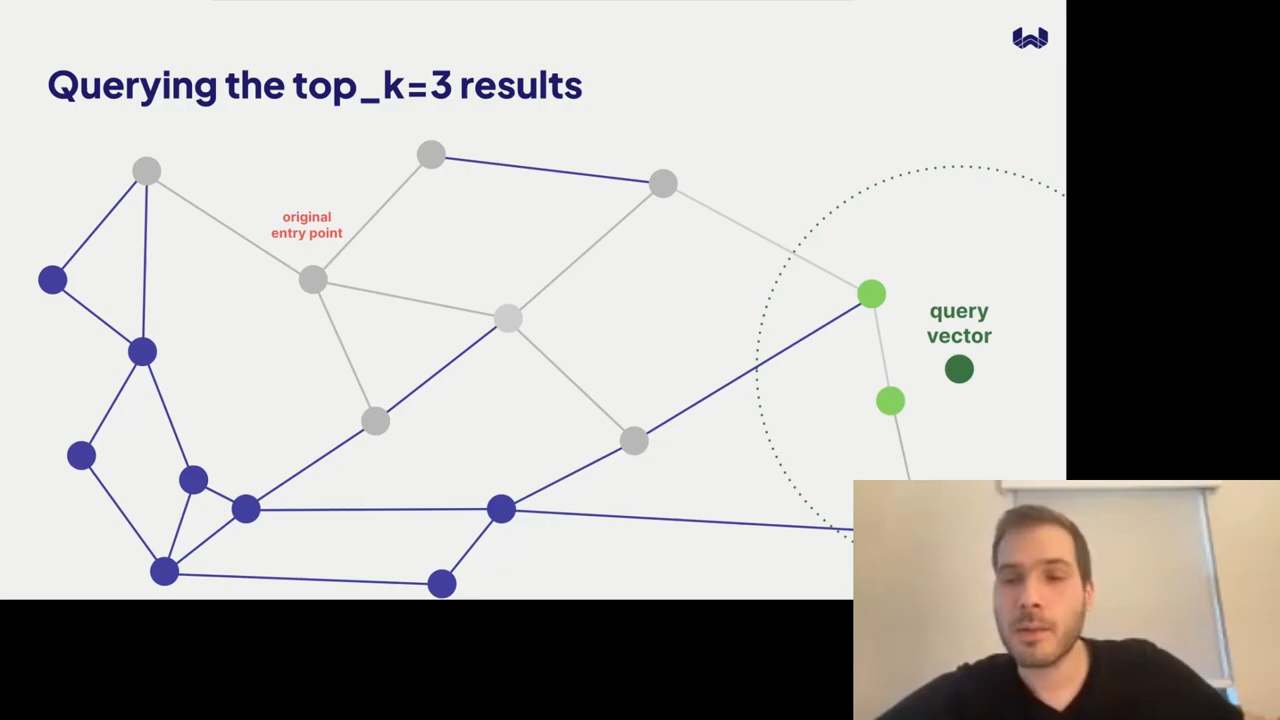 Querying the top_k=3 results
original
entry point
query
vector